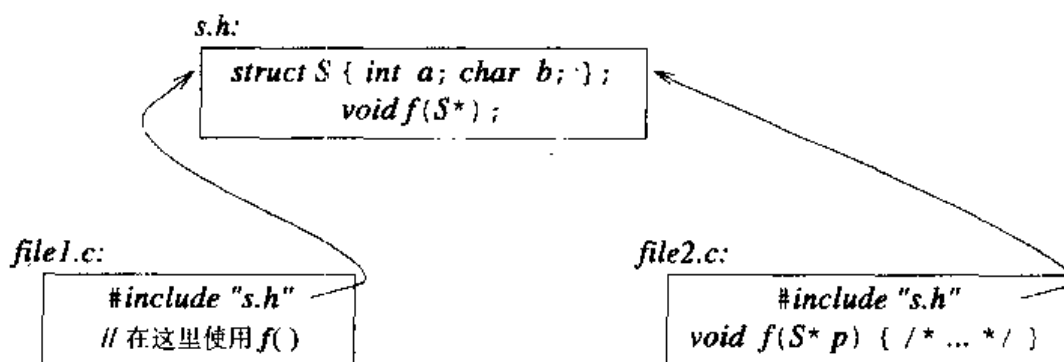 s.h:
struct S { int a; char b; };
void f(S*);
file1.c:
#include "s.h"
// 在这里使用 f()
file2.c:
#include "s.h"
void f(S* p) { /* ... */ }